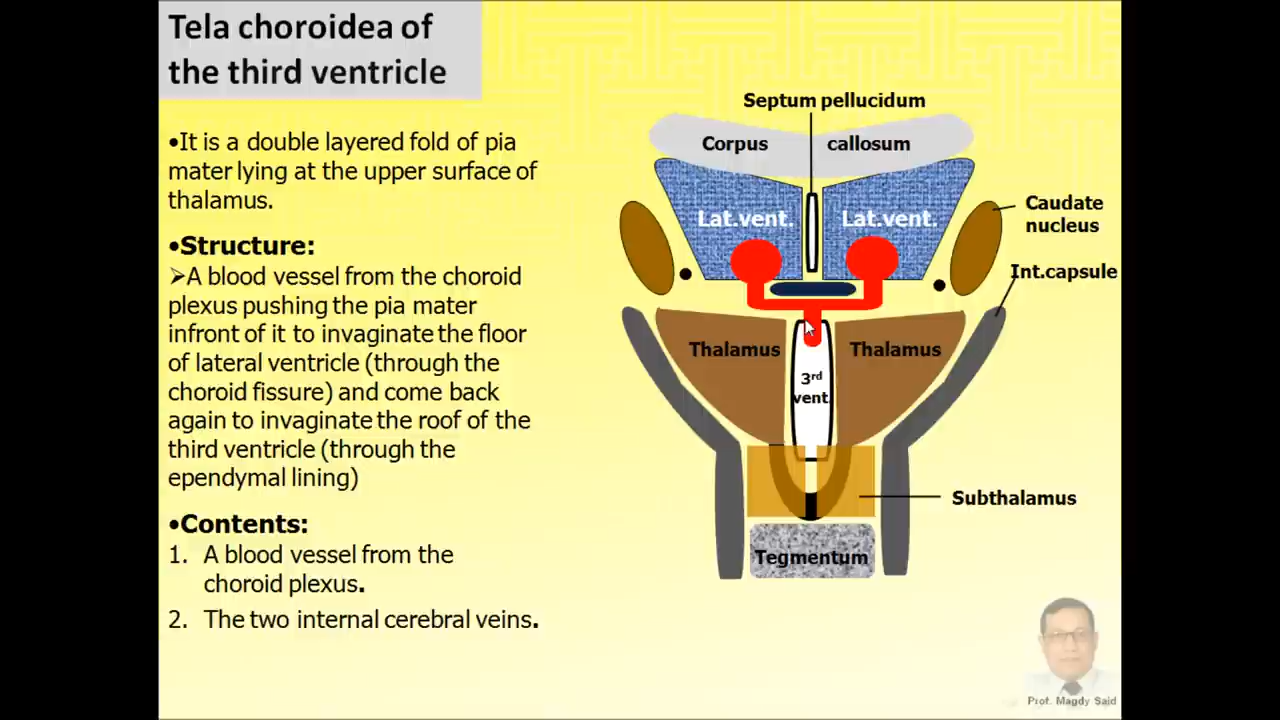 Tela choroidea of
the third ventricle
•It is a double layered fold of pia
mater lying at the upper surface of
thalamus.
•Structure:
➢A blood vessel from the choroid
plexus pushing the pia mater
infront of it to invaginate the floor
of lateral ventricle (through the
choroid fissure) and come back
again to invaginate the roof of the
third ventricle (through the
ependymal lining)
•Contents:
1. A blood vessel from the
choroid plexus.
2. The two internal cerebral veins.
Septum pellucidum
Corpus callosum
Lat.vent. Lat.vent.
Caudate
nucleus
Int.capsule
Thalamus Thalamus
3rd
vent.
Subthalamus
Tegmentum
Prof. Magdy Said